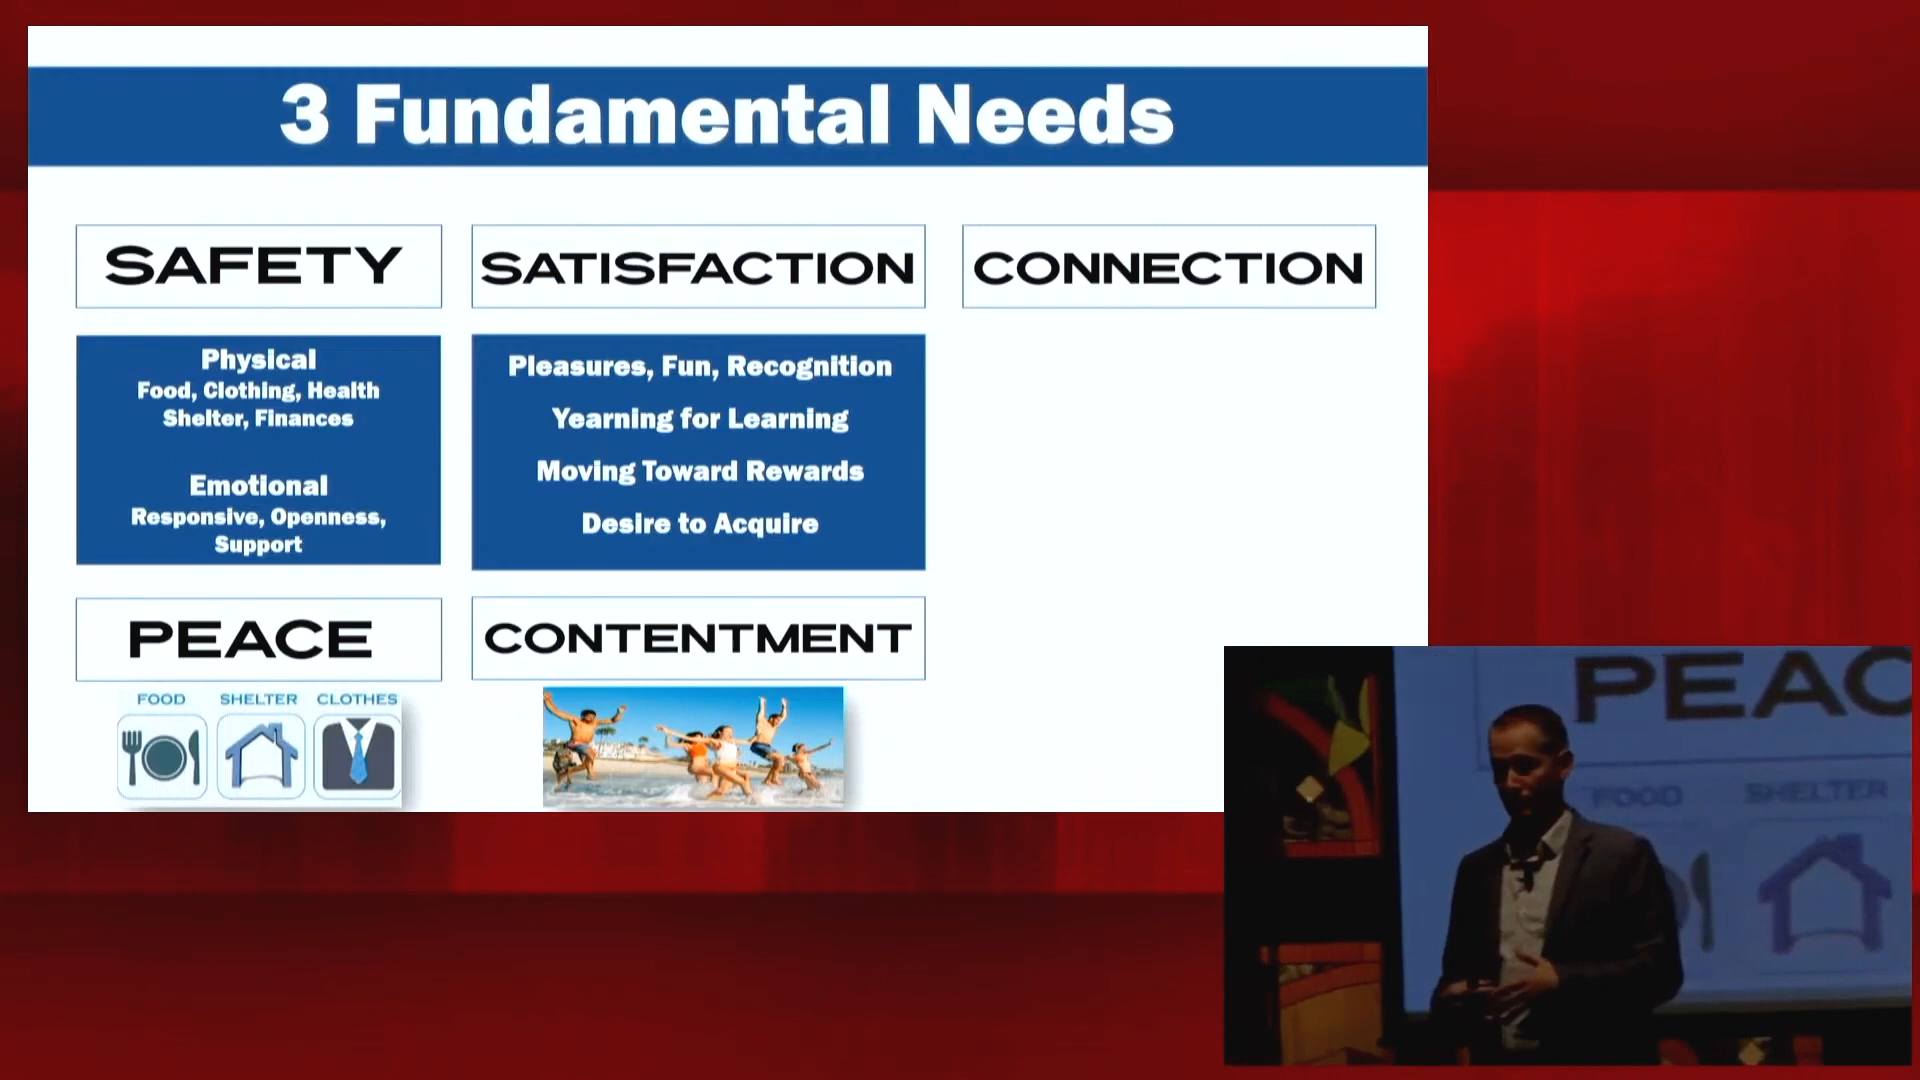 3 Fundamental Needs
SAFETY
SATISFACTION
CONNECTION
Physical
Food, Clothing, Health
Shelter, Finances
Emotional
Responsive, Openness,
Support
Pleasures, Fun, Recognition
Yearning for Learning
Moving Toward Rewards
Desire to Acquire
PEACE
CONTENTMENT
FOOD SHELTER CLOTHES
PEAC
FOOD SHELTER